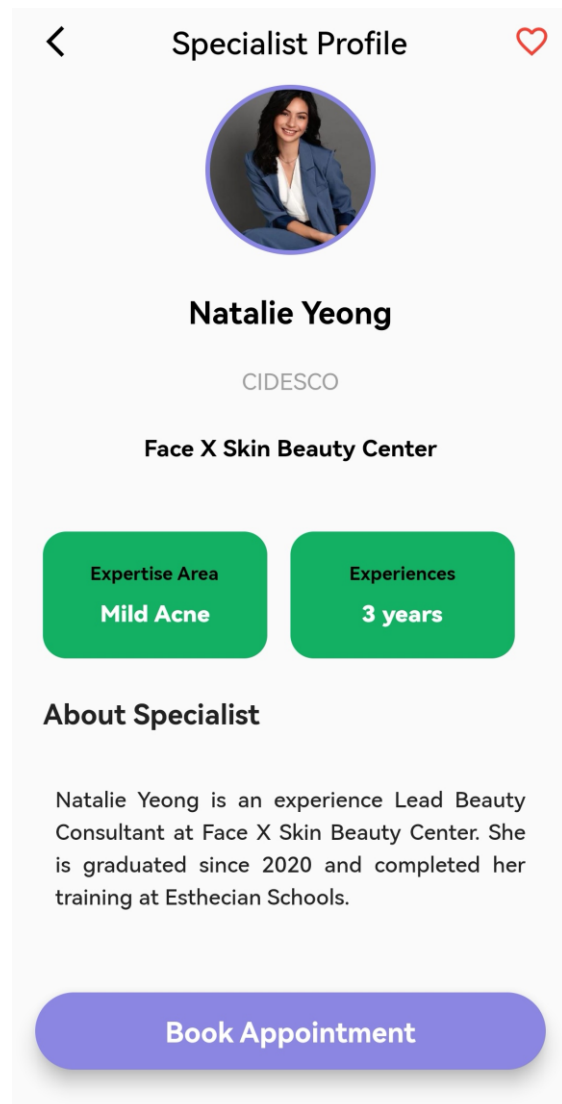 Specialist Profile
Natalie Yeong
CIDESCO
Face X Skin Beauty Center
Expertise Area
Mild Acne
Experiences
3 years
About Specialist
Natalie Yeong is an experience Lead Beauty
Consultant at Face X Skin Beauty Center. She
is graduated since 2020 and completed her
training at Esthecian Schools.
Book Appointment